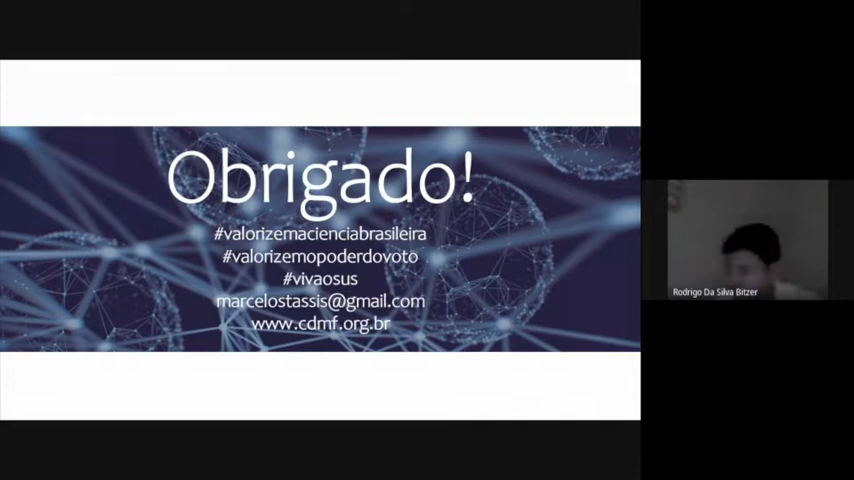 Obrigado!
#valorizemacienciabrasileira
#valorizemopoderdovoto
#vivaosus
marcelostassis@gmail.com
www.cdmf.org.br
Rodrigo Da Silva Bitzer